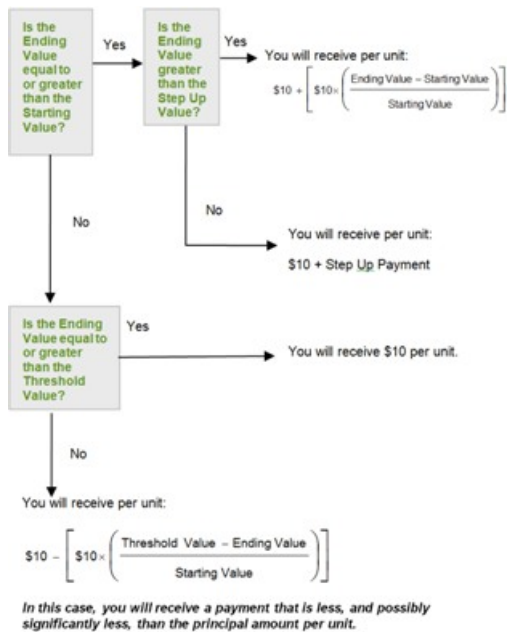 Is the
Ending
Value
equal to
or greater
than the
Starting
Value?
Yes
Is the
Ending
Value
greater
than the
Step Up
Value?
Yes
You will receive per unit:
$10 + [ $10× ( Ending Value – Starting Value
Starting Value ) ]
No
No
You will receive per unit:
$10 + Step Up Payment
Is the Ending
Value equal to
or greater
than the
Threshold
Value?
Yes
You will receive $10 per unit.
No
You will receive per unit:
$10 – [ $10× ( Threshold Value – Ending Value
Starting Value ) ]
In this case, you will receive a payment that is less, and possibly
significantly less, than the principal amount per unit.